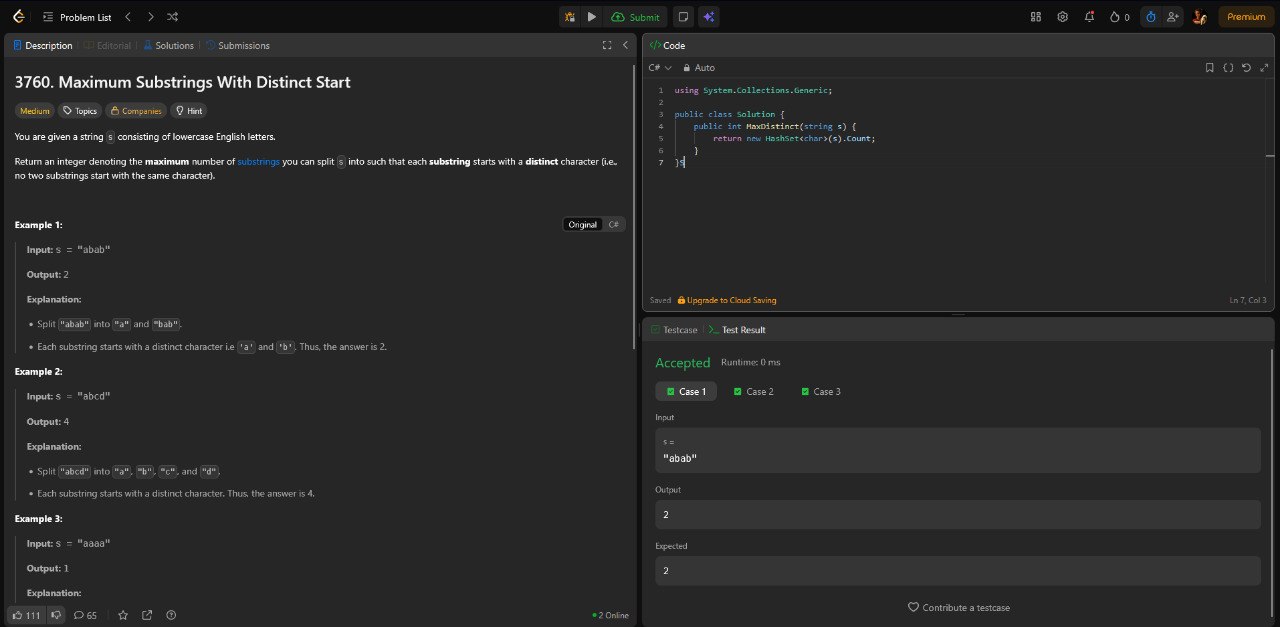 Problem List
Submit
0
Premium
Description
Editorial
Solutions
Submissions
3760. Maximum Substrings With Distinct Start
Medium
Topics
Companies
Hint
You are given a string s consisting of lowercase English letters.
Return an integer denoting the maximum number of substrings you can split s into such that each substring starts with a distinct character (i.e.,
no two substrings start with the same character).
Example 1:
Original
C#
Input: s = "abab"
Output: 2
Explanation:
• Split "abab" into "a" and "bab".
• Each substring starts with a distinct character i.e 'a' and 'b'. Thus, the answer is 2.
Example 2:
Input: s = "abcd"
Output: 4
Explanation:
• Split "abcd" into "a", "b", "c", and "d".
• Each substring starts with a distinct character. Thus, the answer is 4.
Example 3:
Input: s = "aaaa"
Output: 1
Explanation:
111
65
2 Online
Code
C#
Auto
1 using System.Collections.Generic;
2
3 public class Solution {
4 public int MaxDistinct(string s) {
5 return new HashSet<char>(s).Count;
6 }
7 }s
Saved
Upgrade to Cloud Saving
Ln 7, Col 3
Testcase
Test Result
Accepted
Runtime: 0 ms
Case 1
Case 2
Case 3
Input
s =
"abab"
Output
2
Expected
2
Contribute a testcase